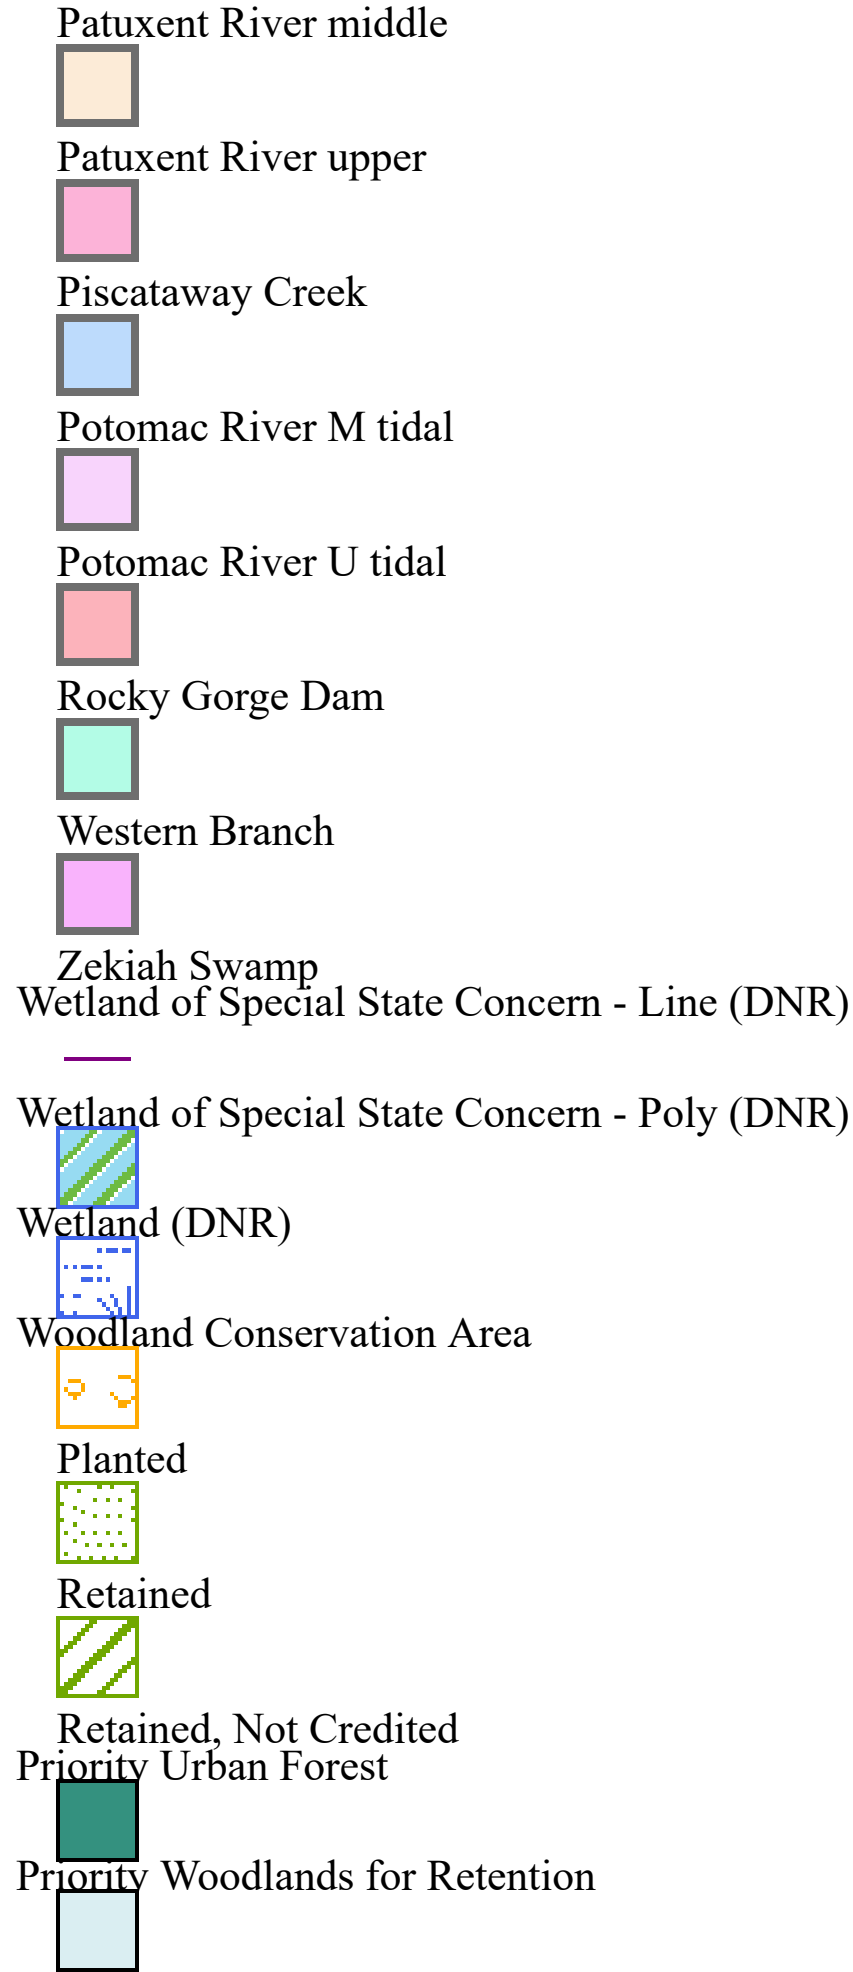 Patuxent River middle
Patuxent River upper
Piscataway Creek
Potomac River M tidal
Potomac River U tidal
Rocky Gorge Dam
Western Branch
Zekiah Swamp
Wetland of Special State Concern - Line (DNR)
Wetland of Special State Concern - Poly (DNR)
Wetland (DNR)
Woodland Conservation Area
Planted
Retained
Retained, Not Credited
Priority Urban Forest
Priority Woodlands for Retention